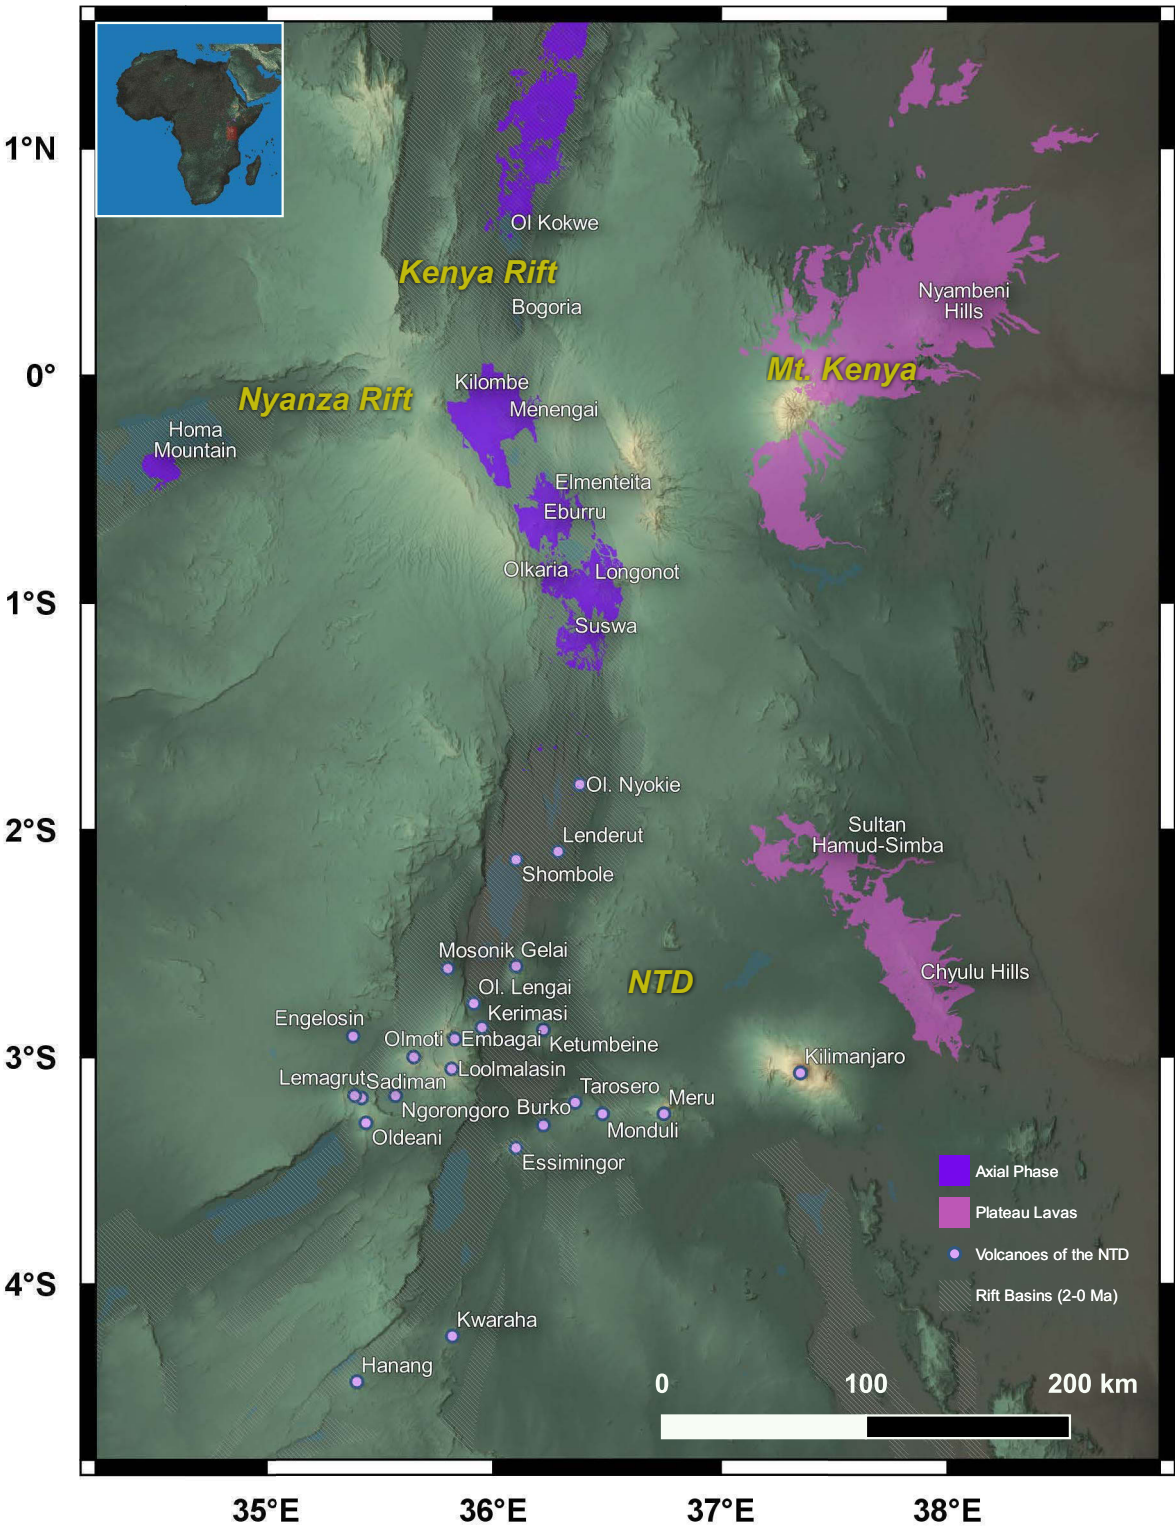 1°N
Ol Kokwe
Kenya Rift
Bogoria
Nyambeni
Hills
0°
Mt. Kenya
Kilombe
Nyanza Rift
Menengai
Homa
Mountain
Elmenteita
Eburru
Olkaria
Longonot
1°S
Suswa
Ol. Nyokie
2°S
Sultan
Hamud-Simba
Lenderut
Shombole
Mosonik
Gelai
NTD
Chyulu Hills
Ol. Lengai
Kerimasi
Engelosin
Olmoti
Embagai
Ketumbeine
3°S
Kilimanjaro
Loolmalasin
Lemagrut
Sadiman
Tarosero
Meru
Ngorongoro
Burko
Monduli
Oldeani
Essimingor
Axial Phase
Plateau Lavas
Volcanoes of the NTD
4°S
Rift Basins (2-0 Ma)
Kwaraha
Hanang
0
100
200 km
35°E
36°E
37°E
38°E